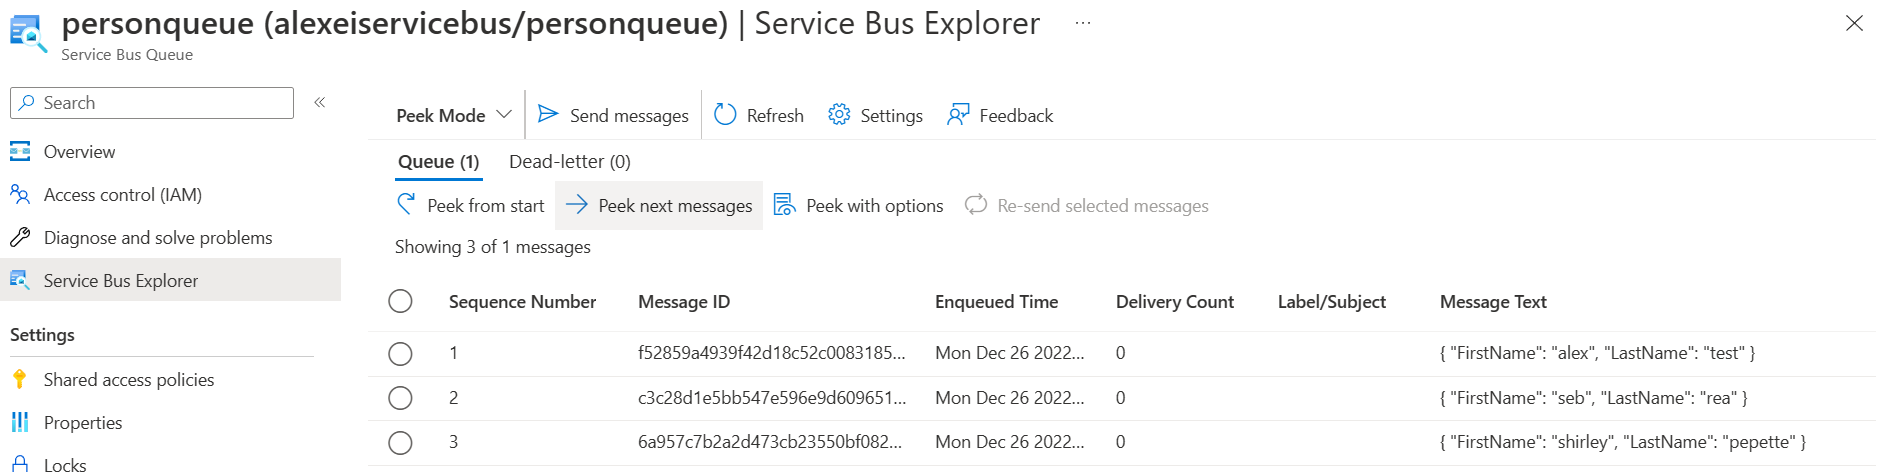 personqueue (alexeiservicebus/personqueue) | Service Bus Explorer ...
Service Bus Queue
Search «
Overview
Access control (IAM)
Diagnose and solve problems
Service Bus Explorer
Settings
Shared access policies
Properties
Locks
Peek Mode Send messages Refresh Settings Feedback
Queue (1) Dead-letter (0)
Peek from start Peek next messages Peek with options Re-send selected messages
Showing 3 of 1 messages
Sequence Number Message ID Enqueued Time Delivery Count Label/Subject Message Text
1 f52859a4939f42d18c52c0083185... Mon Dec 26 2022... 0 { "FirstName": "alex", "LastName": "test" }
2 c3c28d1e5bb547e596e9d609651... Mon Dec 26 2022... 0 { "FirstName": "seb", "LastName": "rea" }
3 6a957c7b2a2d473cb23550bf082... Mon Dec 26 2022... 0 { "FirstName": "shirley", "LastName": "pepette" }